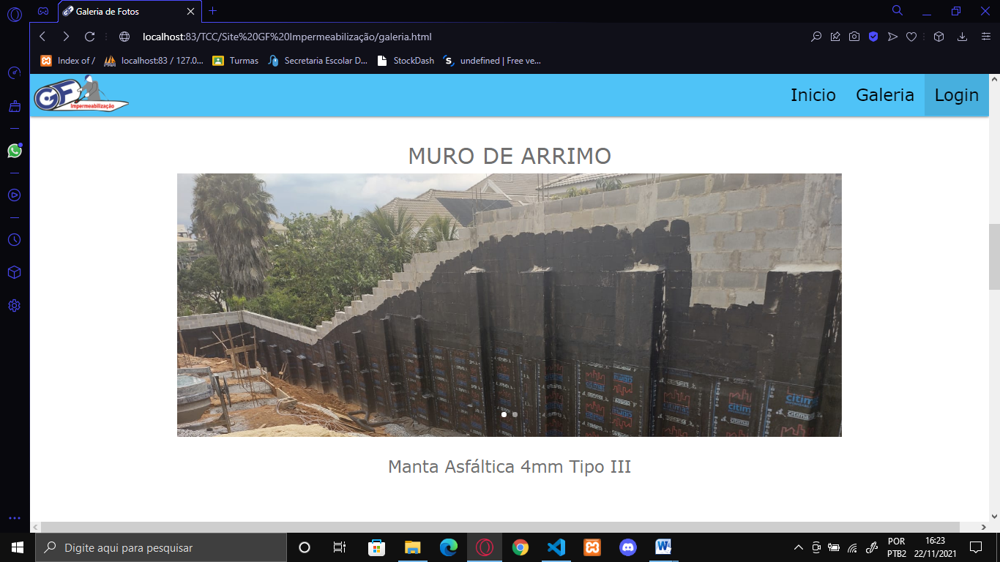 Galeria de Fotos
localhost:83/TCC/Site%20GF%20Impermeabilização/galeria.html
Index of /
localhost:83 / 127.0...
Turmas
Secretaria Escolar D...
StockDash
undefined | Free ve...
GF
Impermeabilização
Inicio
Galeria
Login
MURO DE ARRIMO
citimat
citimat
Manta Asfáltica 4mm Tipo III
Digite aqui para pesquisar
POR
PTB2
16:23
22/11/2021